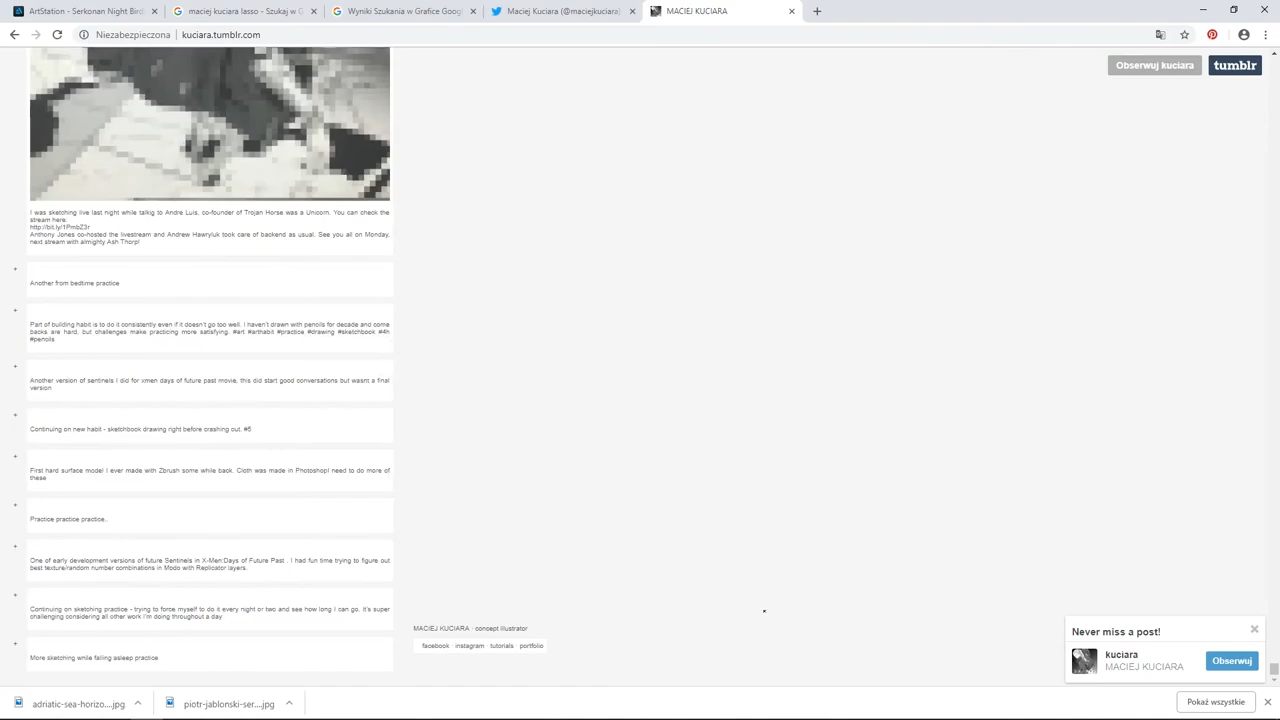 ArtStation - Serkonan Night Bird
maciej kuciara lasso - Szukaj w G
Wyniki Szukania w Grafice Goo
Maciej Kuciara (@maciejkuciara)
MACIEJ KUCIARA
Niezabezpieczona
kuciara.tumblr.com
Obserwuj kuciara
tumblr
I was sketching live last night while talkig to Andre Luis, co-founder of Trojan Horse was a Unicorn. You can check the
stream here:
http://bit.ly/1PmbZ3r
Anthony Jones co-hosted the livestream and Andrew Hawryluk took care of backend as usual. See you all on Monday,
next stream with almighty Ash Thorp!
+
Another from bedtime practice
+
Part of building habit is to do it consistently even if it doesn't go too well. I haven't drawn with pencils for decade and come
backs are hard, but challenges make practicing more satisfying. #art #arthabit #practice #drawing #sketchbook #4h
#pencils
+
Another version of sentinels I did for xmen days of future past movie, this did start good conversations but wasnt a final
version
+
Continuing on new habit - sketchbook drawing right before crashing out. #5
+
First hard surface model I ever made with Zbrush some while back. Cloth was made in Photoshop! need to do more of
these
+
Practice practice practice..
+
One of early development versions of future Sentinels in X-Men:Days of Future Past . I had fun time trying to figure out
best texture/random number combinations in Modo with Replicator layers.
+
Continuing on sketching practice - trying to force myself to do it every night or two and see how long I can go. It's super
challenging considering all other work I'm doing throughout a day
+
More sketching while falling asleep practice
MACIEJ KUCIARA · concept illustrator
facebook · instagram · tutorials · portfolio
Never miss a post!
kuciara
MACIEJ KUCIARA
Obserwuj
adriatic-sea-horizo....jpg
piotr-jablonski-ser....jpg
Pokaż wszystkie